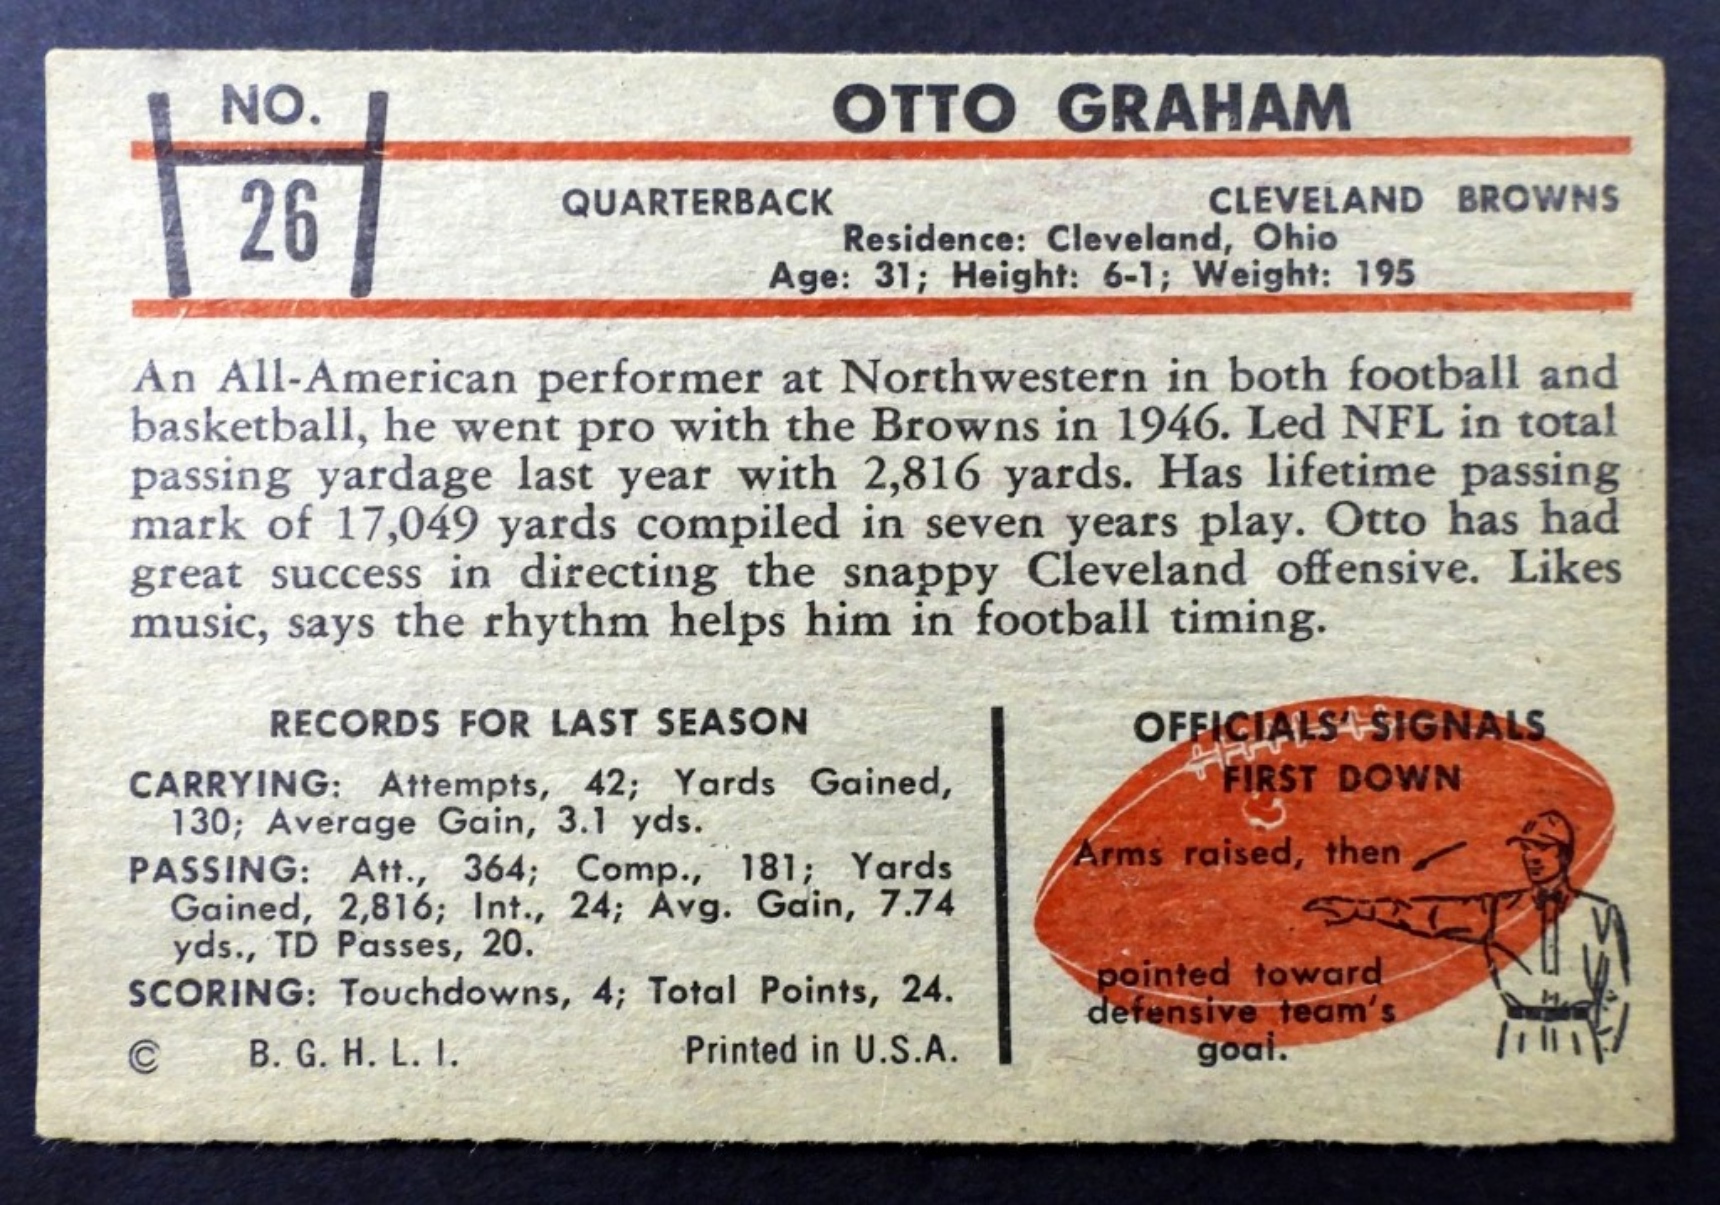 NO.
26
OTTO GRAHAM
QUARTERBACK CLEVELAND BROWNS
Residence: Cleveland, Ohio
Age: 31; Height: 6-1; Weight: 195
An All-American performer at Northwestern in both football and
basketball, he went pro with the Browns in 1946. Led NFL in total
passing yardage last year with 2,816 yards. Has lifetime passing
mark of 17,049 yards compiled in seven years play. Otto has had
great success in directing the snappy Cleveland offensive. Likes
music, says the rhythm helps him in football timing.
RECORDS FOR LAST SEASON
CARRYING: Attempts, 42; Yards Gained,
130; Average Gain, 3.1 yds.
PASSING: Att., 364; Comp., 181; Yards
Gained, 2,816; Int., 24; Avg. Gain, 7.74
yds., TD Passes, 20.
SCORING: Touchdowns, 4; Total Points, 24.
© B. G. H. L. I. Printed in U.S.A.
OFFICIALS' SIGNALS
FIRST DOWN
Arms raised, then
pointed toward
defensive team's
goal.